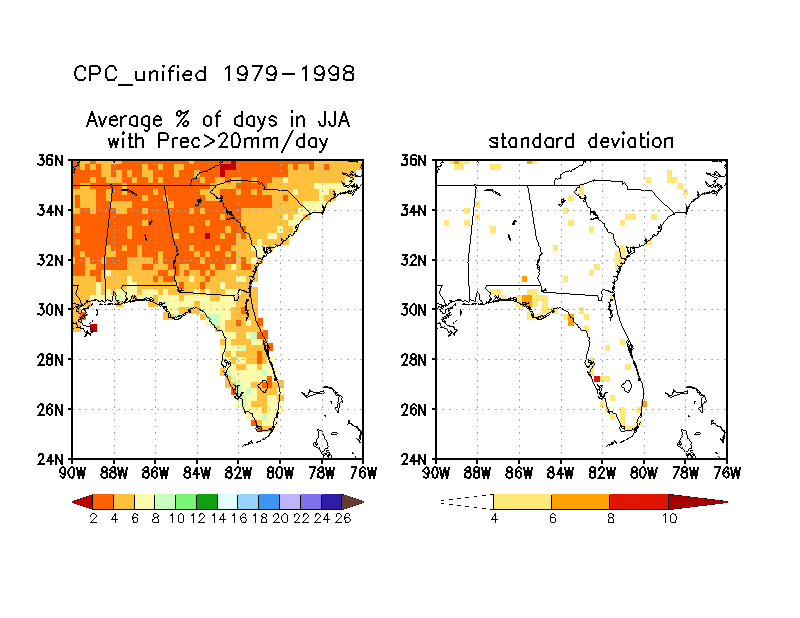 CPC_unified 1979-1998
Average % of days in JJA
with Prec>20mm/day
standard deviation
36N
34N
32N
30N
28N
26N
24N
90W 88W 86W 84W 82W 80W 78W 76W
36N
34N
32N
30N
28N
26N
24N
90W 88W 86W 84W 82W 80W 78W 76W
2 4 6 8 10 12 14 16 18 20 22 24 26
4 6 8 10